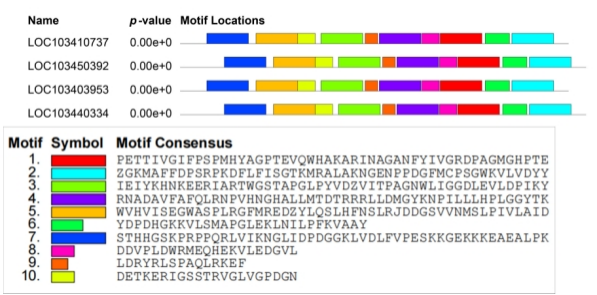 Name p-value Motif Locations
LOC103410737 0.00e+0
LOC103450392 0.00e+0
LOC103403953 0.00e+0
LOC103440334 0.00e+0
Motif Symbol Motif Consensus
1. PETTIVGIFPSPMHYAGPTEVQWHAKARINAGANFYIVGRDPAGMGHPTE
2. ZGKMAFFDPSRPKDFLFISGTKMRALAKNGENPPDGFMCPSGWKVLVDYY
3. IEIYKHNKEERIARTWGSTAPGLPYVDZVITPAGNWLIGGDLEVLDPIKY
4. RNADAVFAFQLRNPVHNGHALLMTDTRRRLLDMGYKNPILLLHPLGGYTK
5. WVHVISEGWASPLRGFMREDZYLQSLHFNSLRJDDGSVVNMSLPIVLAID
6. YDPDHGKKVLSMAPGLEKLNILPFKVAAY
7. STHHGSKPRPPQRLVIKNGLIDPDGGKLVDLFVPESKKGEKKKEAEALPK
8. DDVPLDWRMEQHEKVLEDGVL
9. LDRYRLSPAQLRKEF
10. DETKERIGSSTRVGLVGPDGN